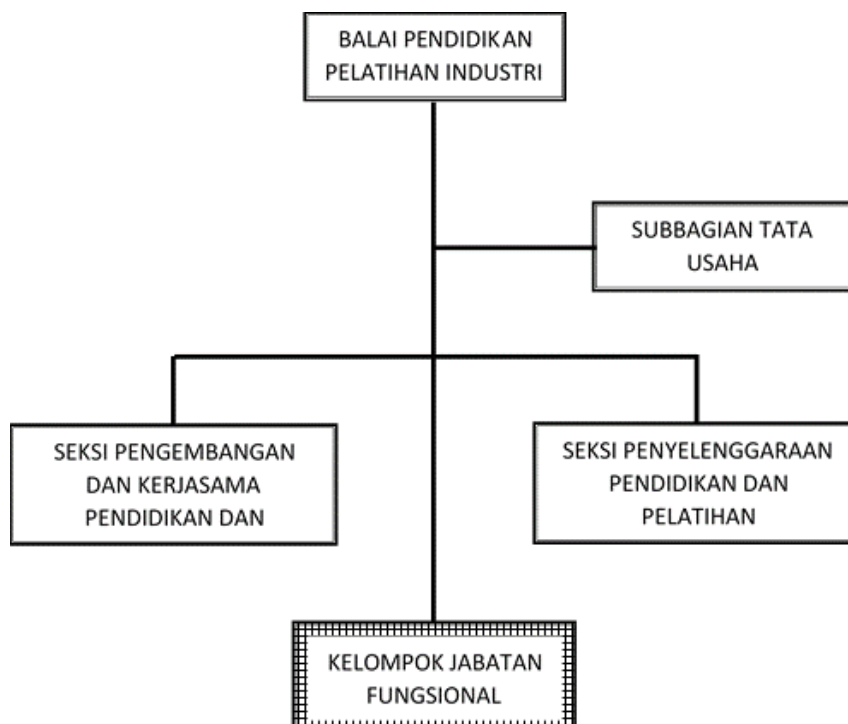 BALAI PENDIDIKAN
PELATIHAN INDUSTRI
SUBBAGIAN TATA
USAHA
SEKSI PENGEMBANGAN
DAN KERJASAMA
PENDIDIKAN DAN
SEKSI PENYELENGGARAAN
PENDIDIKAN DAN
PELATIHAN
KELOMPOK JABATAN
FUNGSIONAL